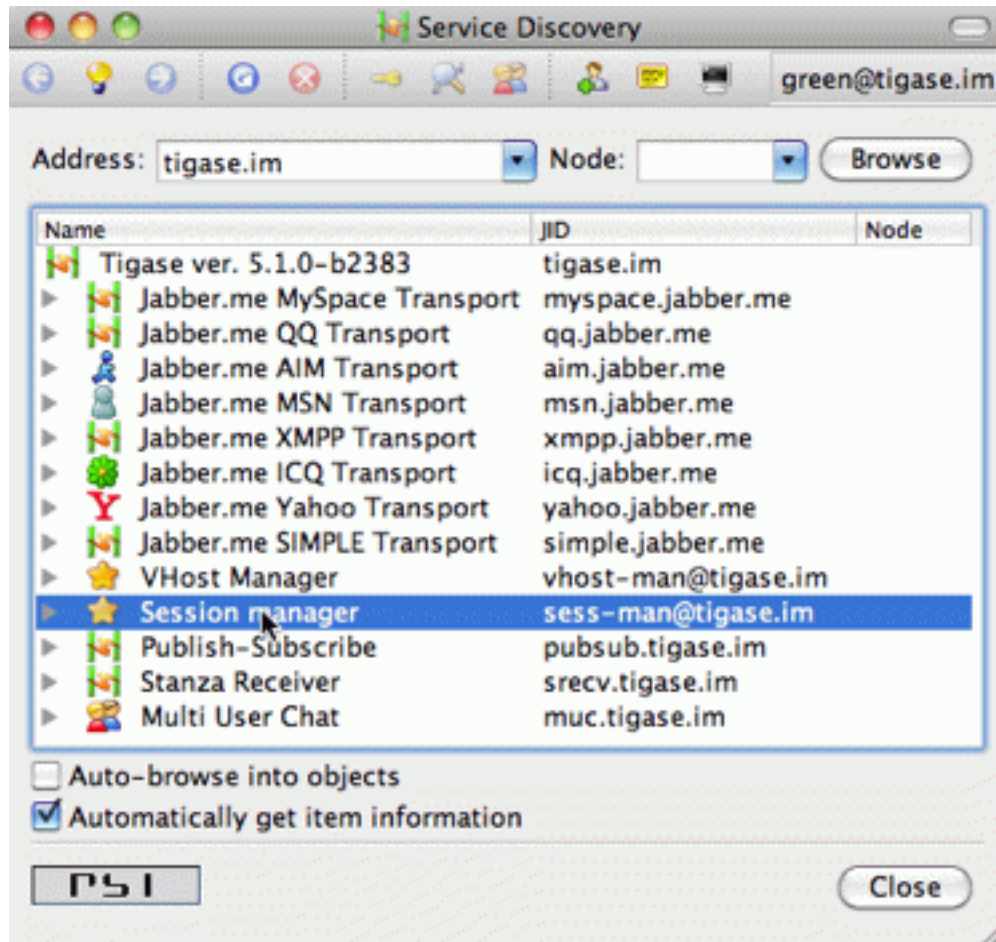 Service Discovery
green@tigase.im
Address: tigase.im Node: Browse
Name JID Node
Tigase ver. 5.1.0-b2383 tigase.im
Jabber.me MySpace Transport myspace.jabber.me
Jabber.me QQ Transport qq.jabber.me
Jabber.me AIM Transport aim.jabber.me
Jabber.me MSN Transport msn.jabber.me
Jabber.me XMPP Transport xmpp.jabber.me
Jabber.me ICQ Transport icq.jabber.me
Jabber.me Yahoo Transport yahoo.jabber.me
Jabber.me SIMPLE Transport simple.jabber.me
VHost Manager vhost-man@tigase.im
Session manager sess-man@tigase.im
Publish-Subscribe pubsub.tigase.im
Stanza Receiver srecv.tigase.im
Multi User Chat muc.tigase.im
Auto-browse into objects
Automatically get item information
PSI Close